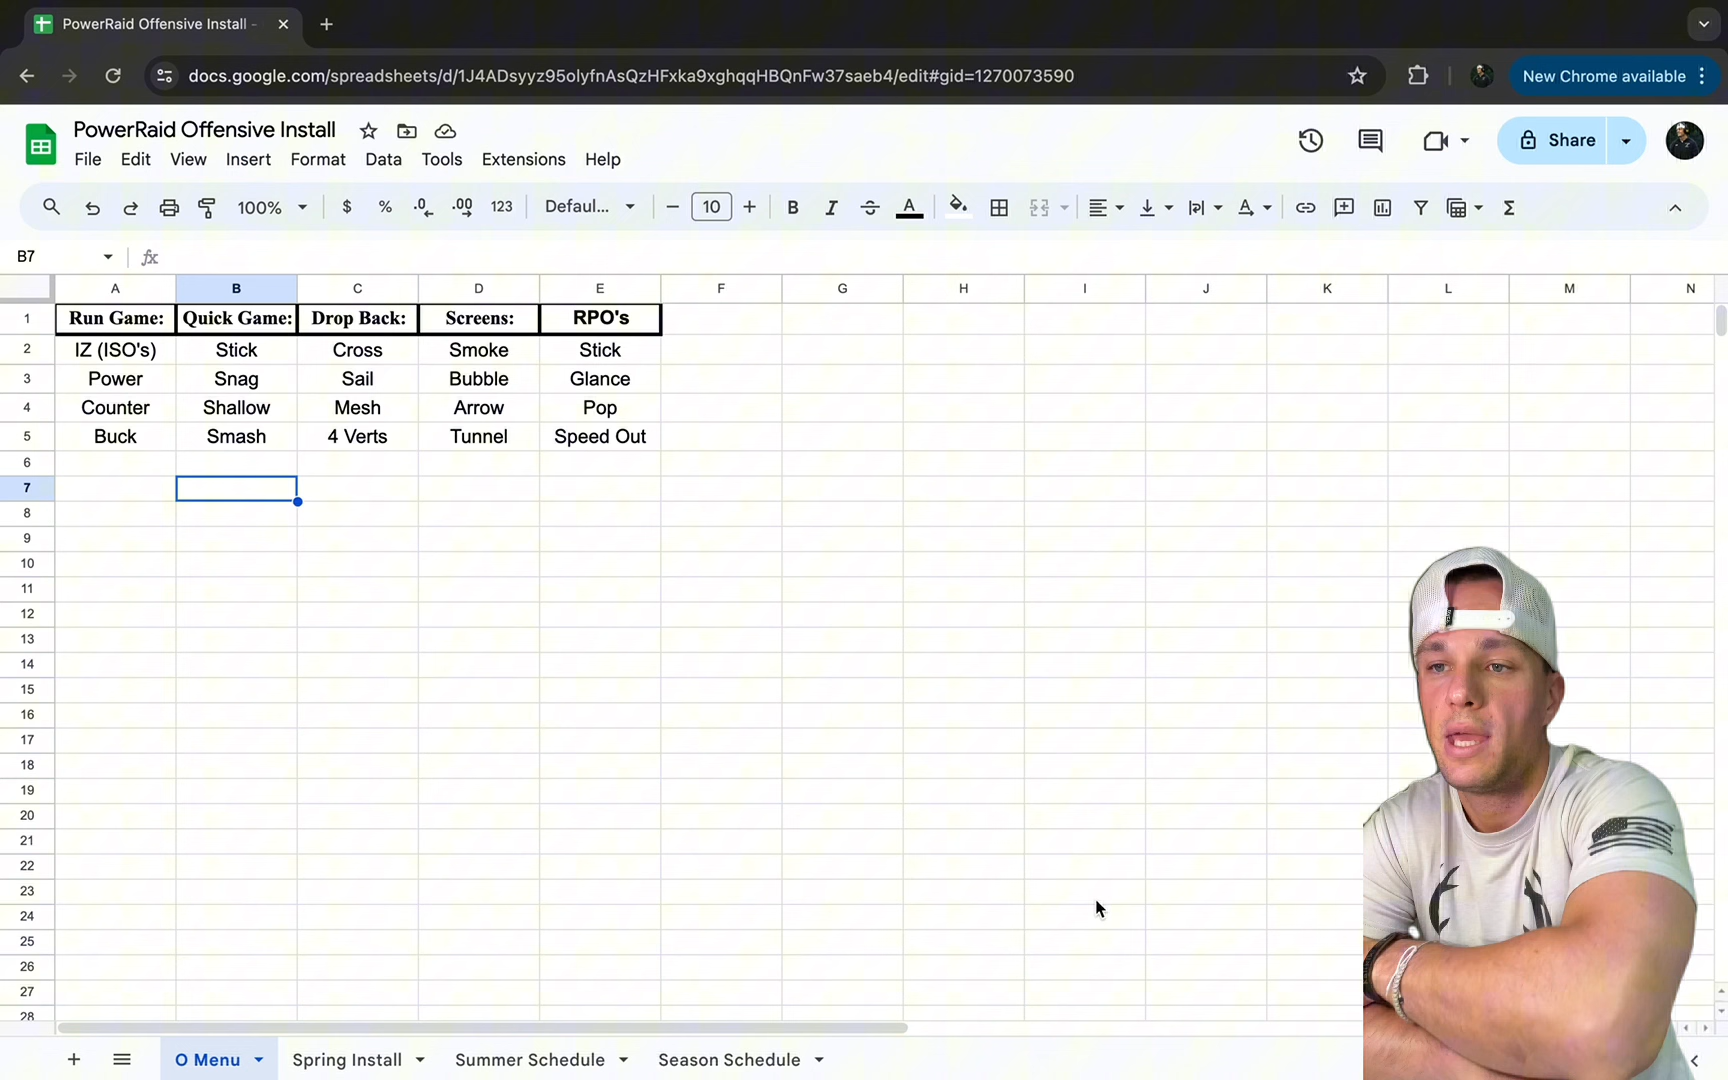 PowerRaid Offensive Install -
docs.google.com/spreadsheets/d/1J4ADsyyz95olyfnAsQzHFxka9xghqqHBQnFw37saeb4/edit#gid=1270073590
New Chrome available
PowerRaid Offensive Install
Share
File Edit View Insert Format Data Tools Extensions Help
100% $ % .0 .00 123 Defaul... 10 B I A Σ
B7 fx
A B C D E F G H I J K L M N
1 Run Game: Quick Game: Drop Back: Screens: RPO's
2 IZ (ISO's) Stick Cross Smoke Stick
3 Power Snag Sail Bubble Glance
4 Counter Shallow Mesh Arrow Pop
5 Buck Smash 4 Verts Tunnel Speed Out
6
7
8
9
10
11
12
13
14
15
16
17
18
19
20
21
22
23
24
25
26
27
28
O Menu Spring Install Summer Schedule Season Schedule